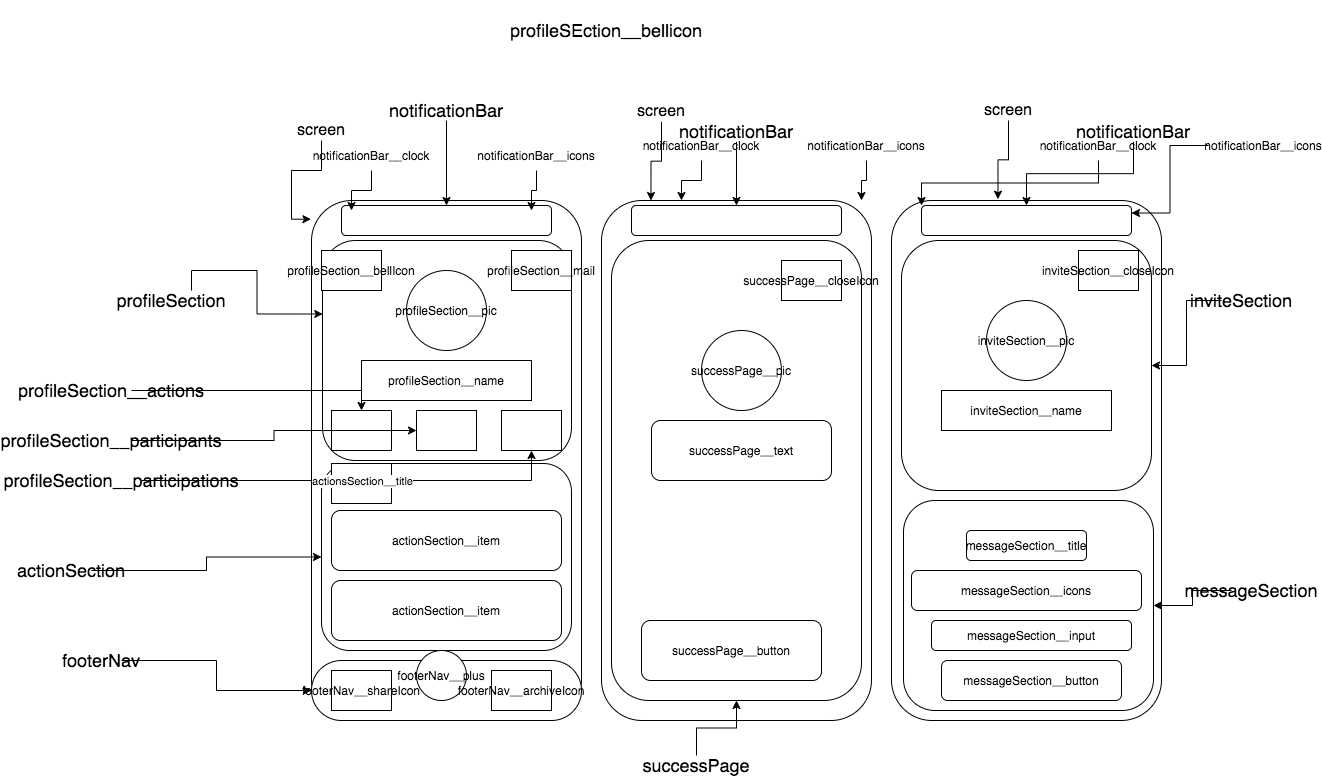 profileSEction__bellicon
notificationBar
screen
notificationBar__clock
notificationBar__icons
screen
notificationBar
notificationBar__clock
notificationBar__icons
screen
notificationBar
notificationBar__clock
notificationBar__icons
profileSection__bellIcon
profileSection__mail
profileSection__pic
profileSection
profileSection__name
profileSection__actions
profileSection__participants
profileSection__participations
actionsSection__title
actionSection__item
actionSection
actionSection__item
footerNav
footerNav__plus
footerNav__shareIcon
footerNav__archiveIcon
successPage__closeIcon
successPage__pic
successPage__text
successPage__button
successPage
inviteSection__closeIcon
inviteSection
inviteSection__pic
inviteSection__name
messageSection__title
messageSection__icons
messageSection
messageSection__input
messageSection__button